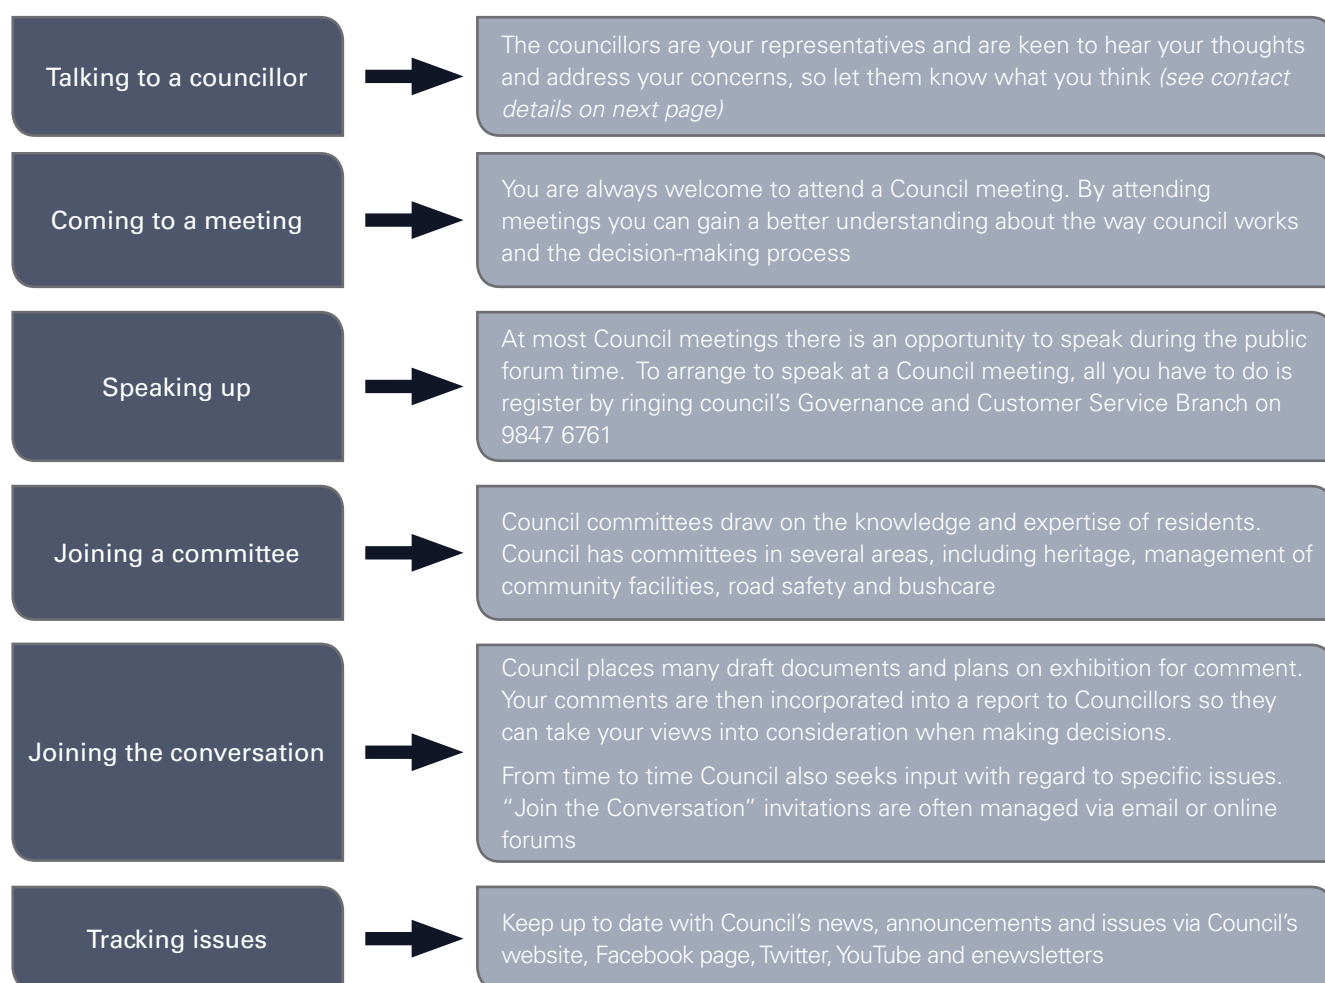 Talking to a councillor
The councillors are your representatives and are keen to hear your thoughts
and address your concerns, so let them know what you think (see contact
details on next page)
Coming to a meeting
You are always welcome to attend a Council meeting. By attending
meetings you can gain a better understanding about the way council works
and the decision-making process
Speaking up
At most Council meetings there is an opportunity to speak during the public
forum time. To arrange to speak at a Council meeting, all you have to do is
register by ringing council's Governance and Customer Service Branch on
9847 6761
Joining a committee
Council committees draw on the knowledge and expertise of residents.
Council has committees in several areas, including heritage, management of
community facilities, road safety and bushcare
Joining the conversation
Council places many draft documents and plans on exhibition for comment.
Your comments are then incorporated into a report to Councillors so they
can take your views into consideration when making decisions.
From time to time Council also seeks input with regard to specific issues.
“Join the Conversation” invitations are often managed via email or online
forums
Tracking issues
Keep up to date with Council's news, announcements and issues via Council's
website, Facebook page, Twitter, YouTube and enewsletters